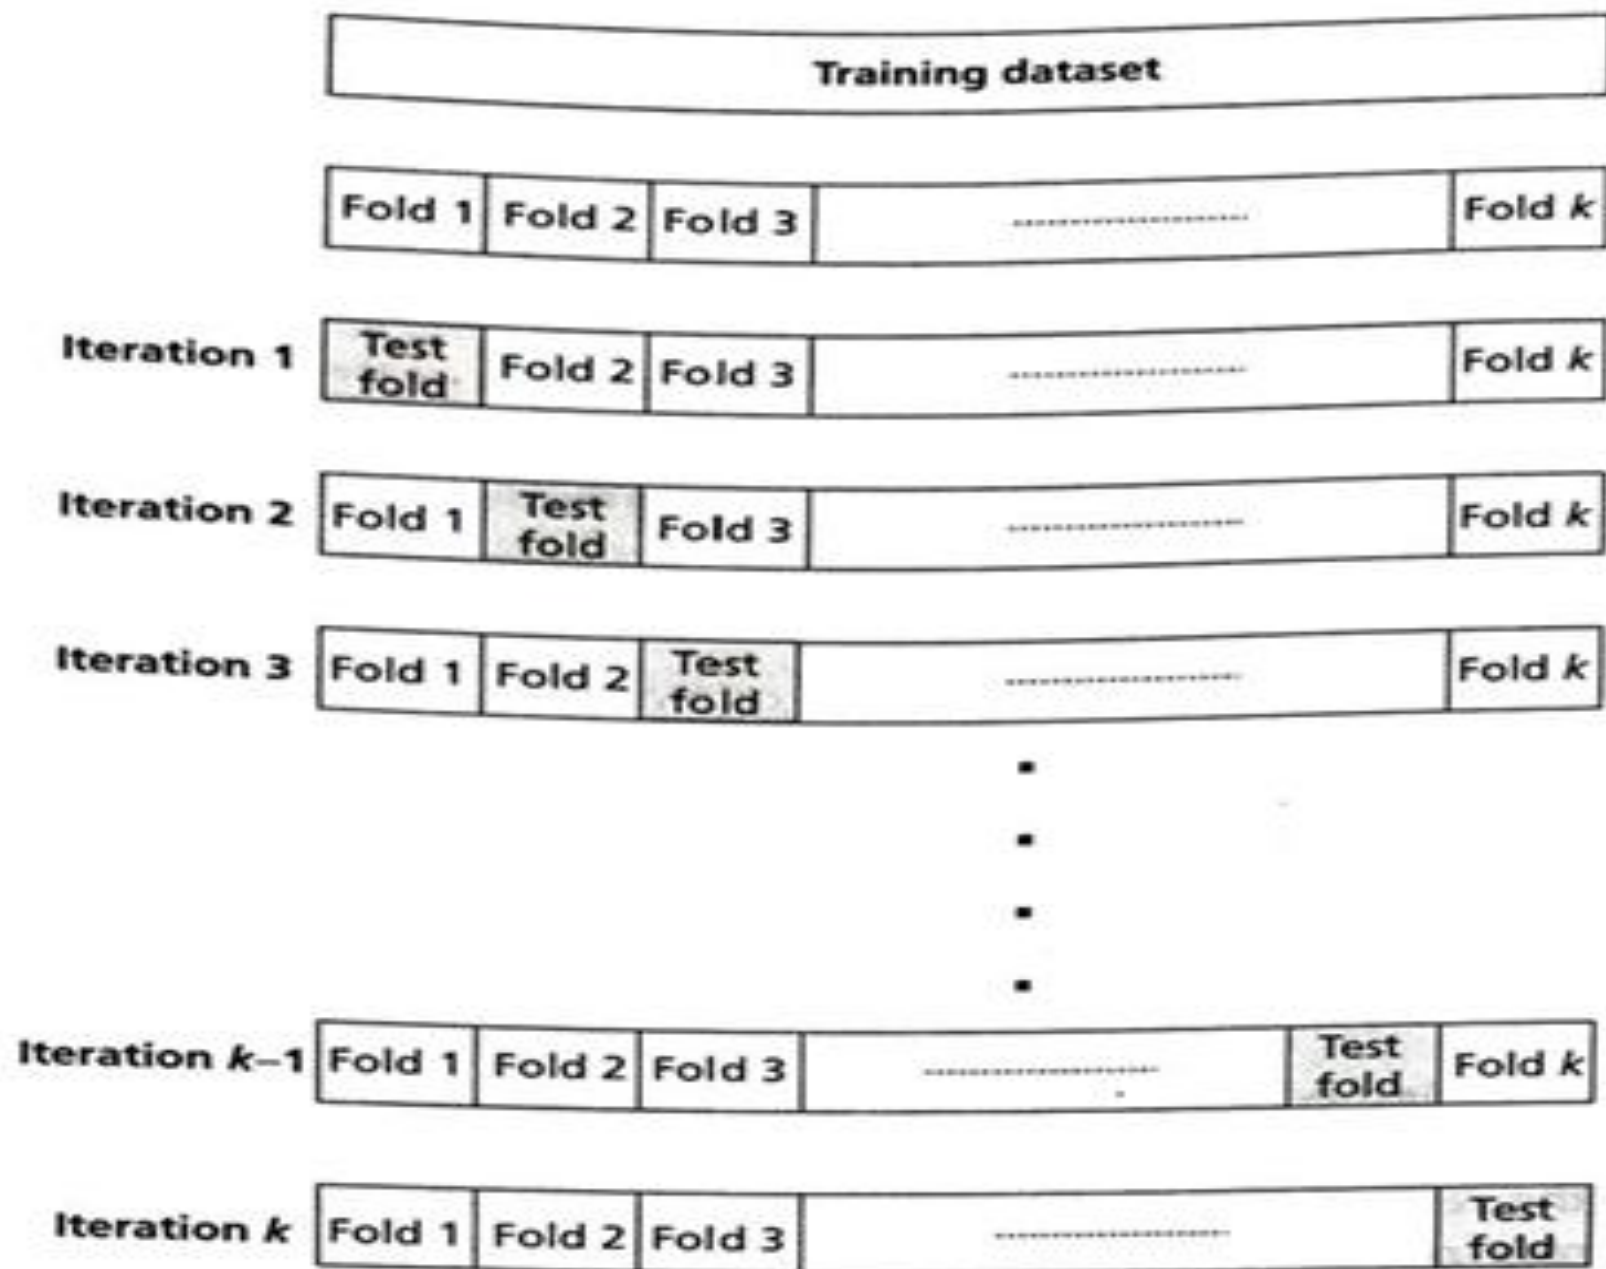 Training dataset
Fold 1 Fold 2 Fold 3 Fold k
Iteration 1 Test fold Fold 2 Fold 3 Fold k
Iteration 2 Fold 1 Test fold Fold 3 Fold k
Iteration 3 Fold 1 Fold 2 Test fold Fold k
Iteration k–1 Fold 1 Fold 2 Fold 3 Test fold Fold k
Iteration k Fold 1 Fold 2 Fold 3 Test fold